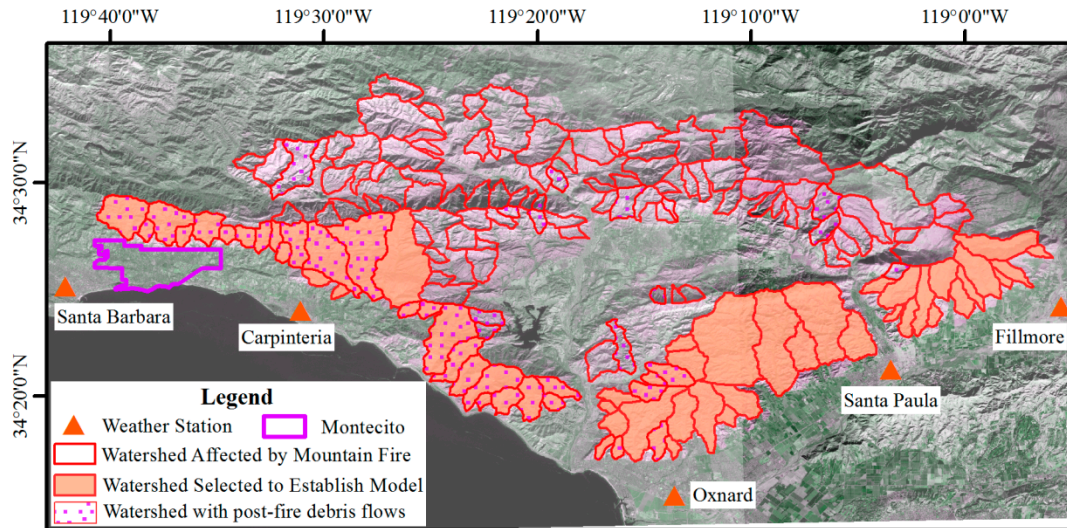 119°40'0"W 119°30'0"W 119°20'0"W 119°10'0"W 119°0'0"W
34°30'0"N
34°20'0"N
Santa Barbara
Carpinteria
Fillmore
Santa Paula
Oxnard
Legend
Weather Station Montecito
Watershed Affected by Mountain Fire
Watershed Selected to Establish Model
Watershed with post-fire debris flows